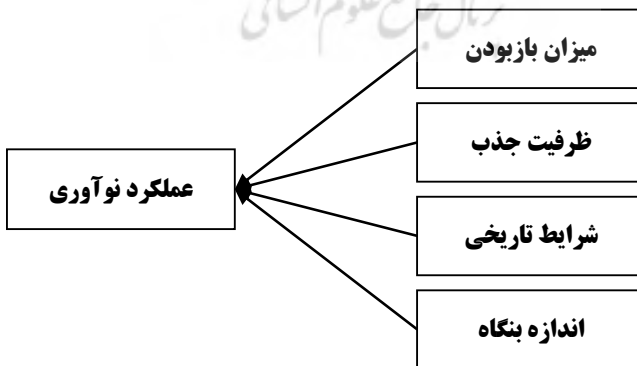 میزان بازبودن
ظرفیت جذب
عملکرد نوآوری
شرایط تاریخی
اندازه بنگاه